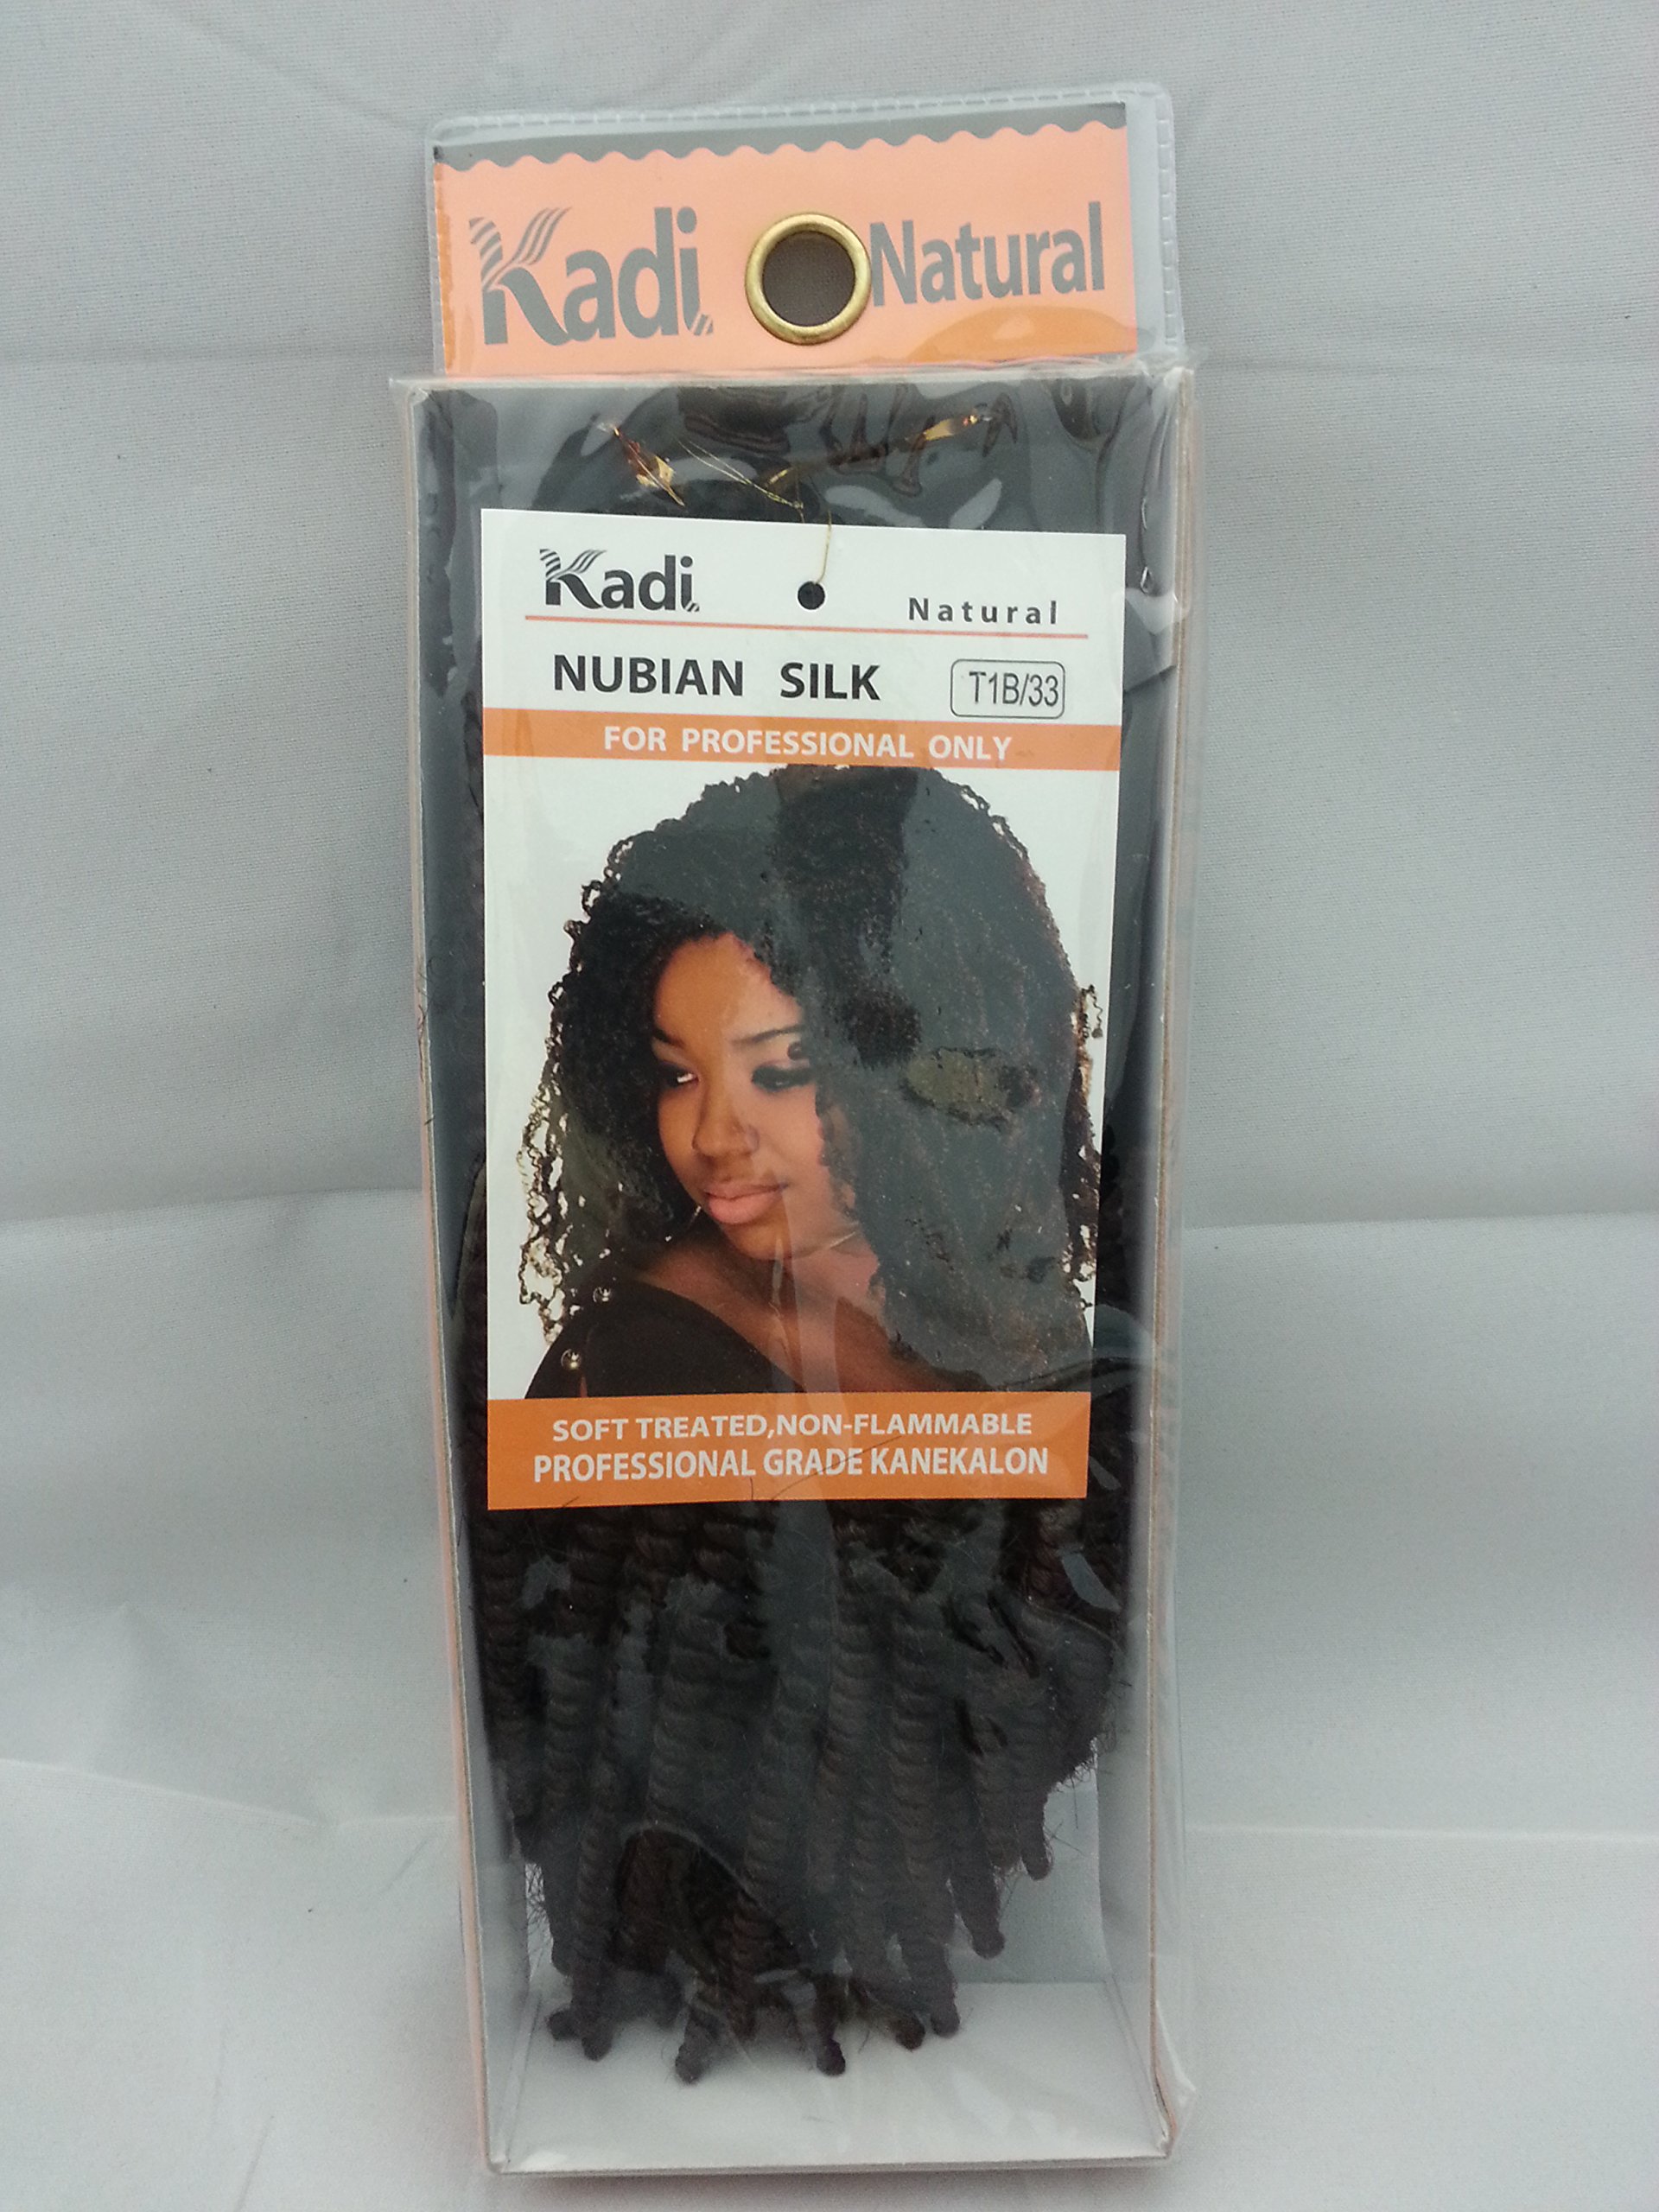 Kadi Natural
Kadi Natural
NUBIAN SILK T1B/33
FOR PROFESSIONAL ONLY
SOFT TREATED,NON-FLAMMABLE
PROFESSIONAL GRADE KANEKALON